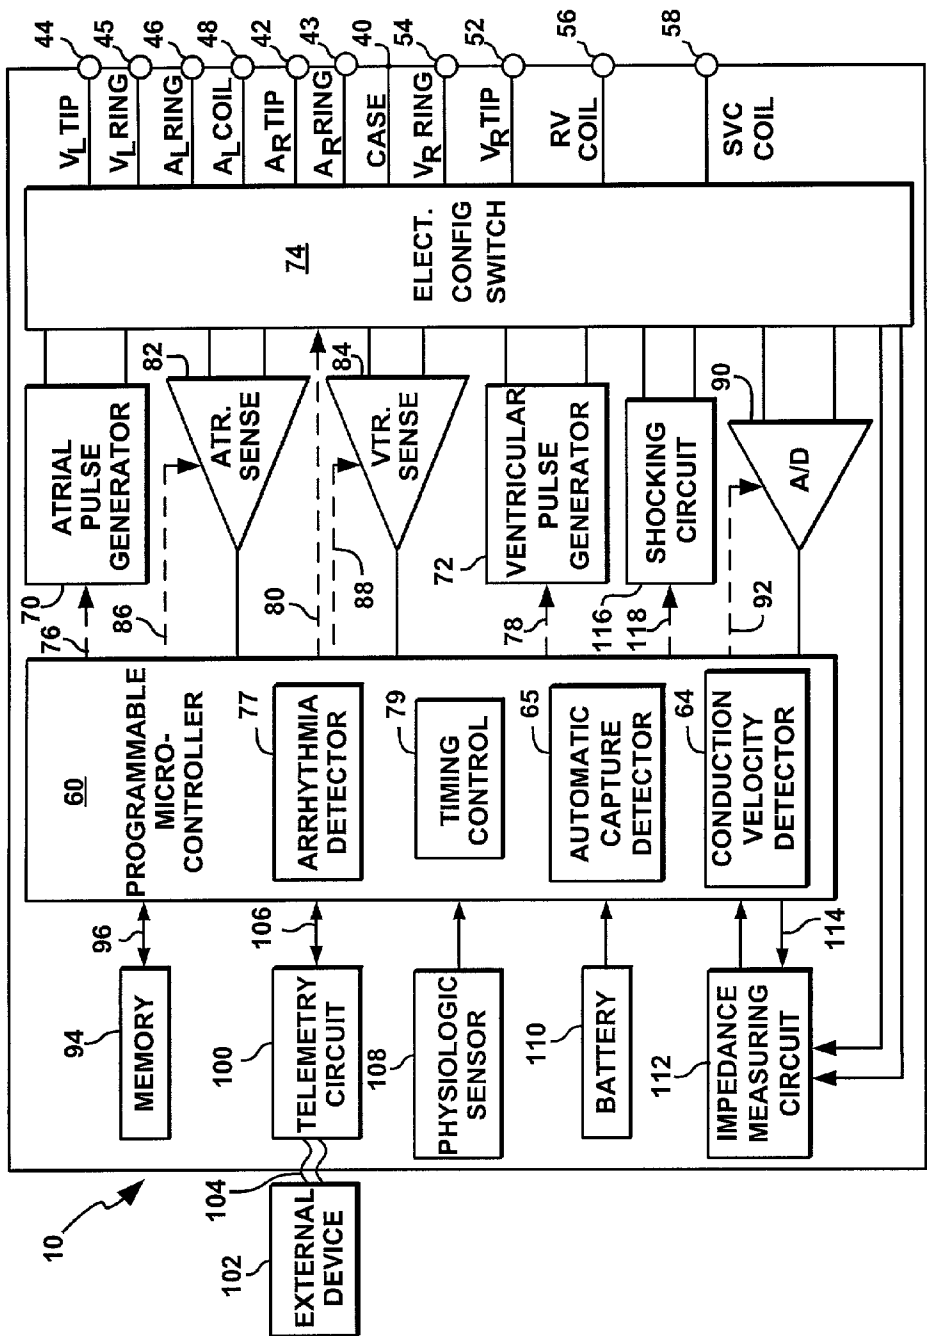 10
44
45
46
48
42
43
40
54
52
56
58
VL TIP
VL RING
AL RING
AL COIL
AR TIP
AR RING
CASE
VR RING
VR TIP
RV
COIL
SVC
COIL
74
ELECT.
CONFIG
SWITCH
ATRIAL
PULSE
GENERATOR
70
76
82
ATR.
SENSE
86
80
84
VTR.
SENSE
88
VENTRICULAR
PULSE
GENERATOR
72
78
SHOCKING
CIRCUIT
116
118
90
A/D
92
60
PROGRAMMABLE
MICRO-
CONTROLLER
77
ARRHYTHMIA
DETECTOR
79
TIMING
CONTROL
65
AUTOMATIC
CAPTURE
DETECTOR
64
CONDUCTION
VELOCITY
DETECTOR
96
106
114
94
MEMORY
100
TELEMETRY
CIRCUIT
108
PHYSIOLOGIC
SENSOR
110
BATTERY
112
IMPEDANCE
MEASURING
CIRCUIT
104
102
EXTERNAL
DEVICE